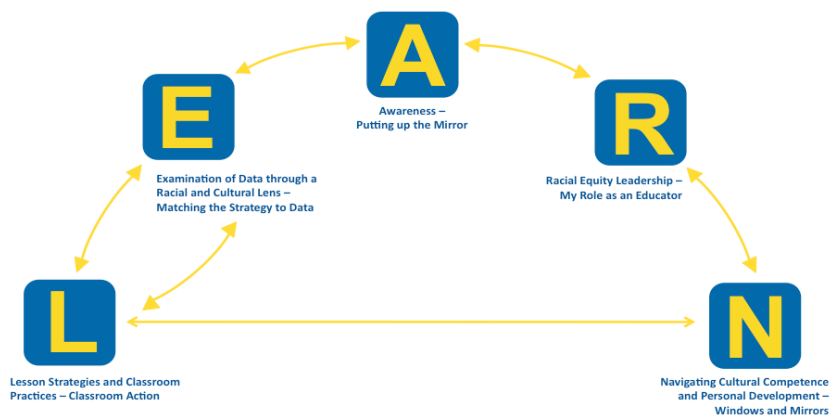 L
Lesson Strategies and Classroom
Practices – Classroom Action
E
Examination of Data through a
Racial and Cultural Lens –
Matching the Strategy to Data
A
Awareness –
Putting up the Mirror
R
Racial Equity Leadership –
My Role as an Educator
N
Navigating Cultural Competence
and Personal Development –
Windows and Mirrors